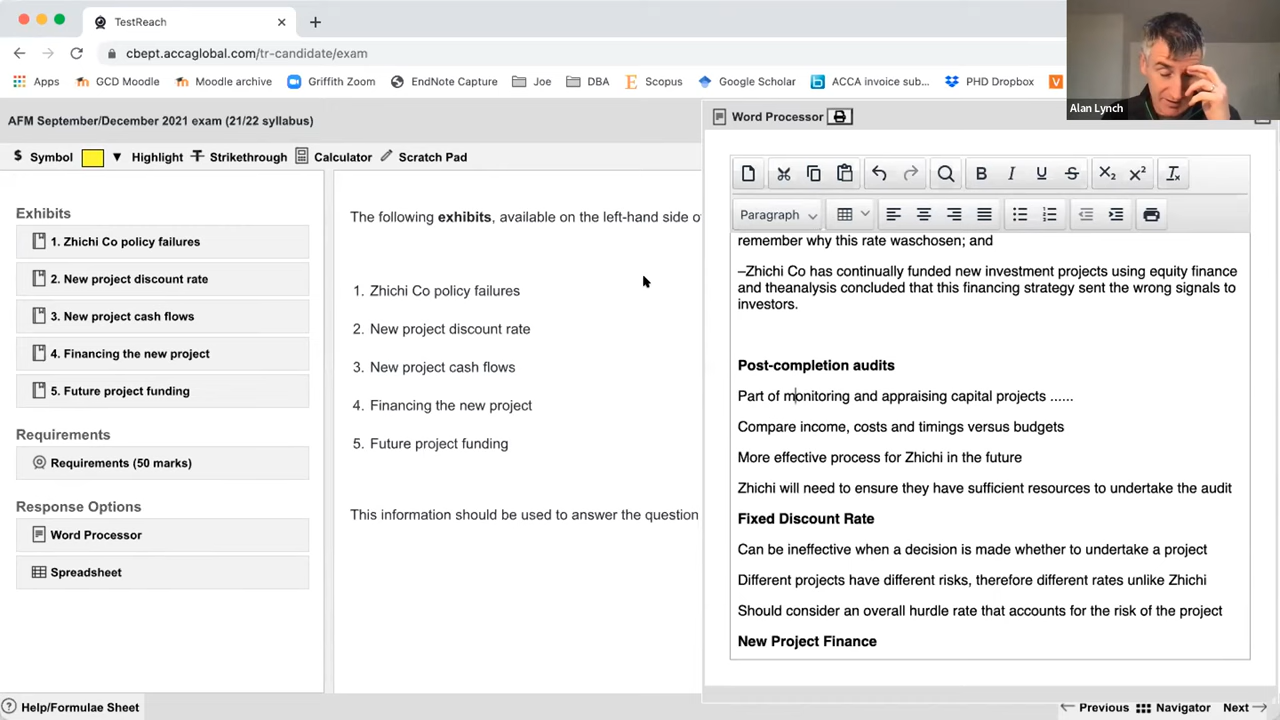 TestReach
cbept.accaglobal.com/tr-candidate/exam
Apps GCD Moodle Moodle archive Griffith Zoom EndNote Capture Joe DBA Scopus Google Scholar ACCA invoice sub... PHD Dropbox
Alan Lynch
AFM September/December 2021 exam (21/22 syllabus)
$ Symbol Highlight Strikethrough Calculator Scratch Pad
Exhibits
1. Zhichi Co policy failures
2. New project discount rate
3. New project cash flows
4. Financing the new project
5. Future project funding
Requirements
Requirements (50 marks)
Response Options
Word Processor
Spreadsheet
The following exhibits, available on the left-hand side o
1. Zhichi Co policy failures
2. New project discount rate
3. New project cash flows
4. Financing the new project
5. Future project funding
This information should be used to answer the question
Word Processor
Paragraph
remember why this rate waschosen; and
–Zhichi Co has continually funded new investment projects using equity finance
and theanalysis concluded that this financing strategy sent the wrong signals to
investors.
Post-completion audits
Part of monitoring and appraising capital projects ......
Compare income, costs and timings versus budgets
More effective process for Zhichi in the future
Zhichi will need to ensure they have sufficient resources to undertake the audit
Fixed Discount Rate
Can be ineffective when a decision is made whether to undertake a project
Different projects have different risks, therefore different rates unlike Zhichi
Should consider an overall hurdle rate that accounts for the risk of the project
New Project Finance
Help/Formulae Sheet
Previous Navigator Next